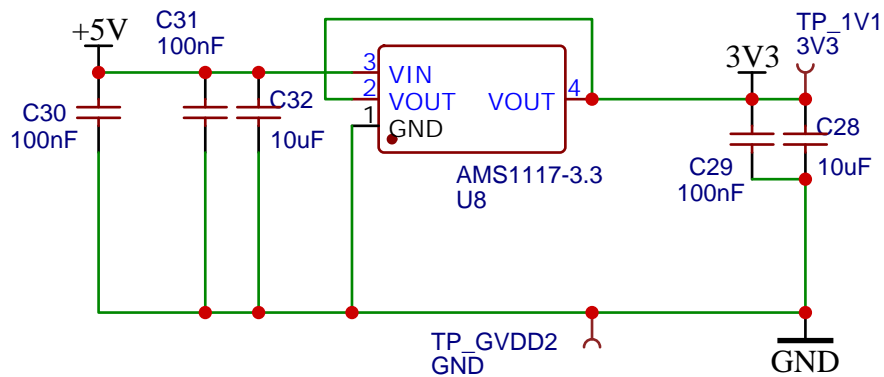 +5V
C31
100nF
TP_1V1
3V3
3V3
C30
100nF
C32
10uF
3
VIN
2
VOUT
VOUT
4
1
GND
C29
100nF
C28
10uF
AMS1117-3.3
U8
TP_GVDD2
GND
GND